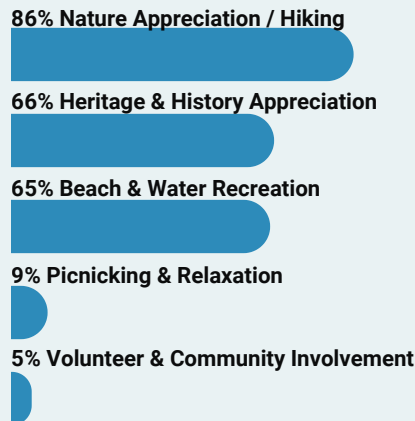 86% Nature Appreciation / Hiking
66% Heritage & History Appreciation
65% Beach & Water Recreation
9% Picnicking & Relaxation
5% Volunteer & Community Involvement